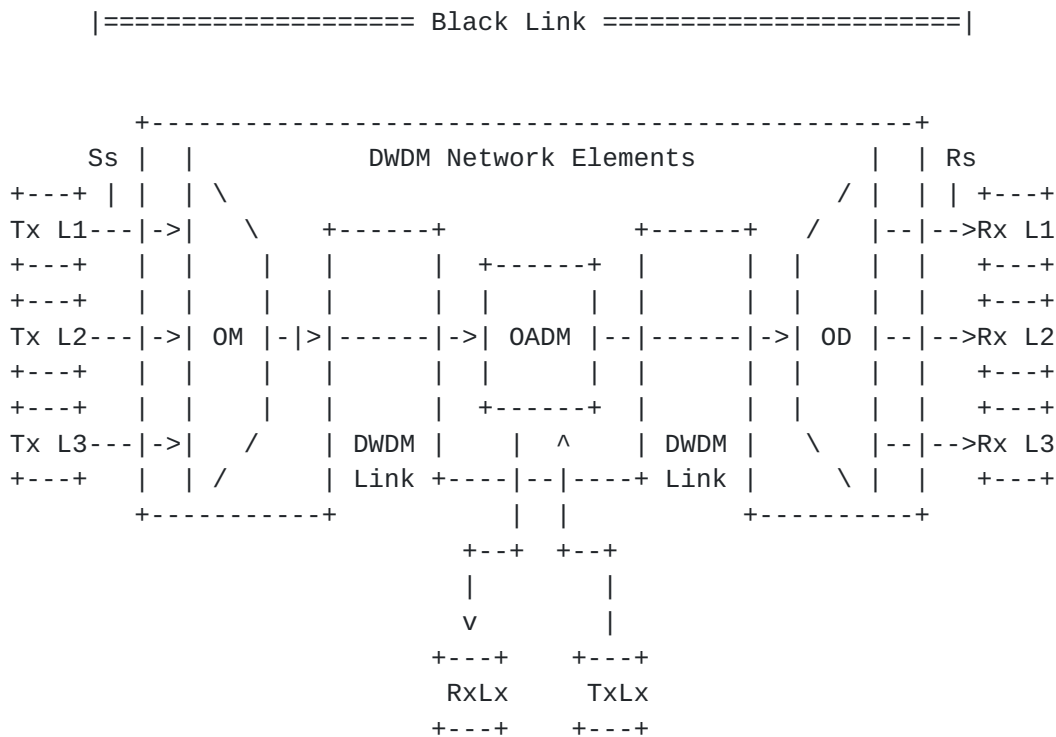 |==================== Black Link =======================|
+-------------------------------------------------+
Ss | | DWDM Network Elements | | Rs
+---+ | | | \ / | | | +---+
Tx L1---|->| \ +------+ +------+ / |--|-->Rx L1
+---+ | | | | | +------+ | | | | | +---+
+---+ | | | | | | | | | | | | +---+
Tx L2---|->| OM |-|>|------|->| OADM |--|------|->| OD |--|-->Rx L2
+---+ | | | | | | | | | | | | +---+
+---+ | | | | | +------+ | | | | | +---+
Tx L3---|->| / | DWDM | | ^ | DWDM | \ |--|-->Rx L3
+---+ | | / | Link +----|--|----+ Link | \ | | +---+
+-----------+ | | +----------+
+--+ +--+
| |
v |
+---+ +---+
RxLx TxLx
+---+ +---+